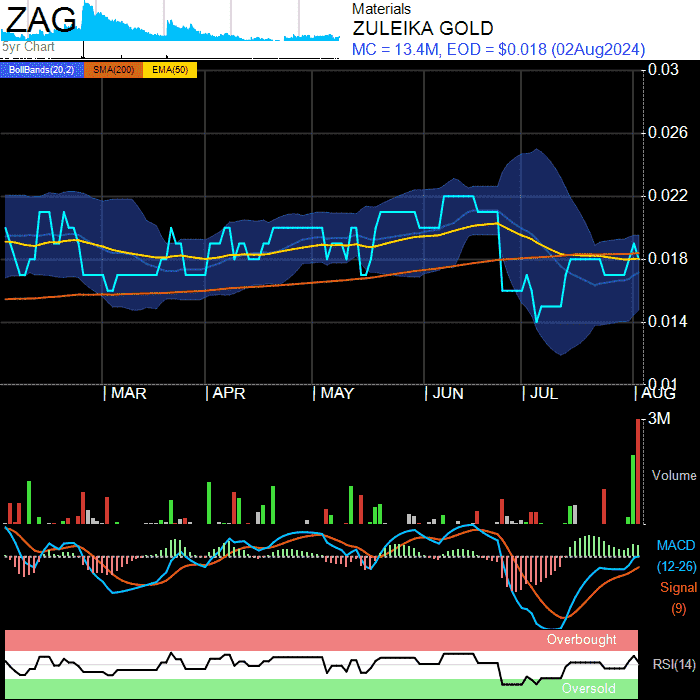 ZAG
5yr Chart
Materials
ZULEIKA GOLD
MC = 13.4M, EOD = $0.018 (02Aug2024)
BollBands(20,2) SMA(200) EMA(50)
0.03
0.026
0.022
0.018
0.014
0.01
MAR APR MAY JUN JUL AUG
3M
Volume
MACD
(12-26)
Signal
(9)
Overbought
RSI(14)
Oversold